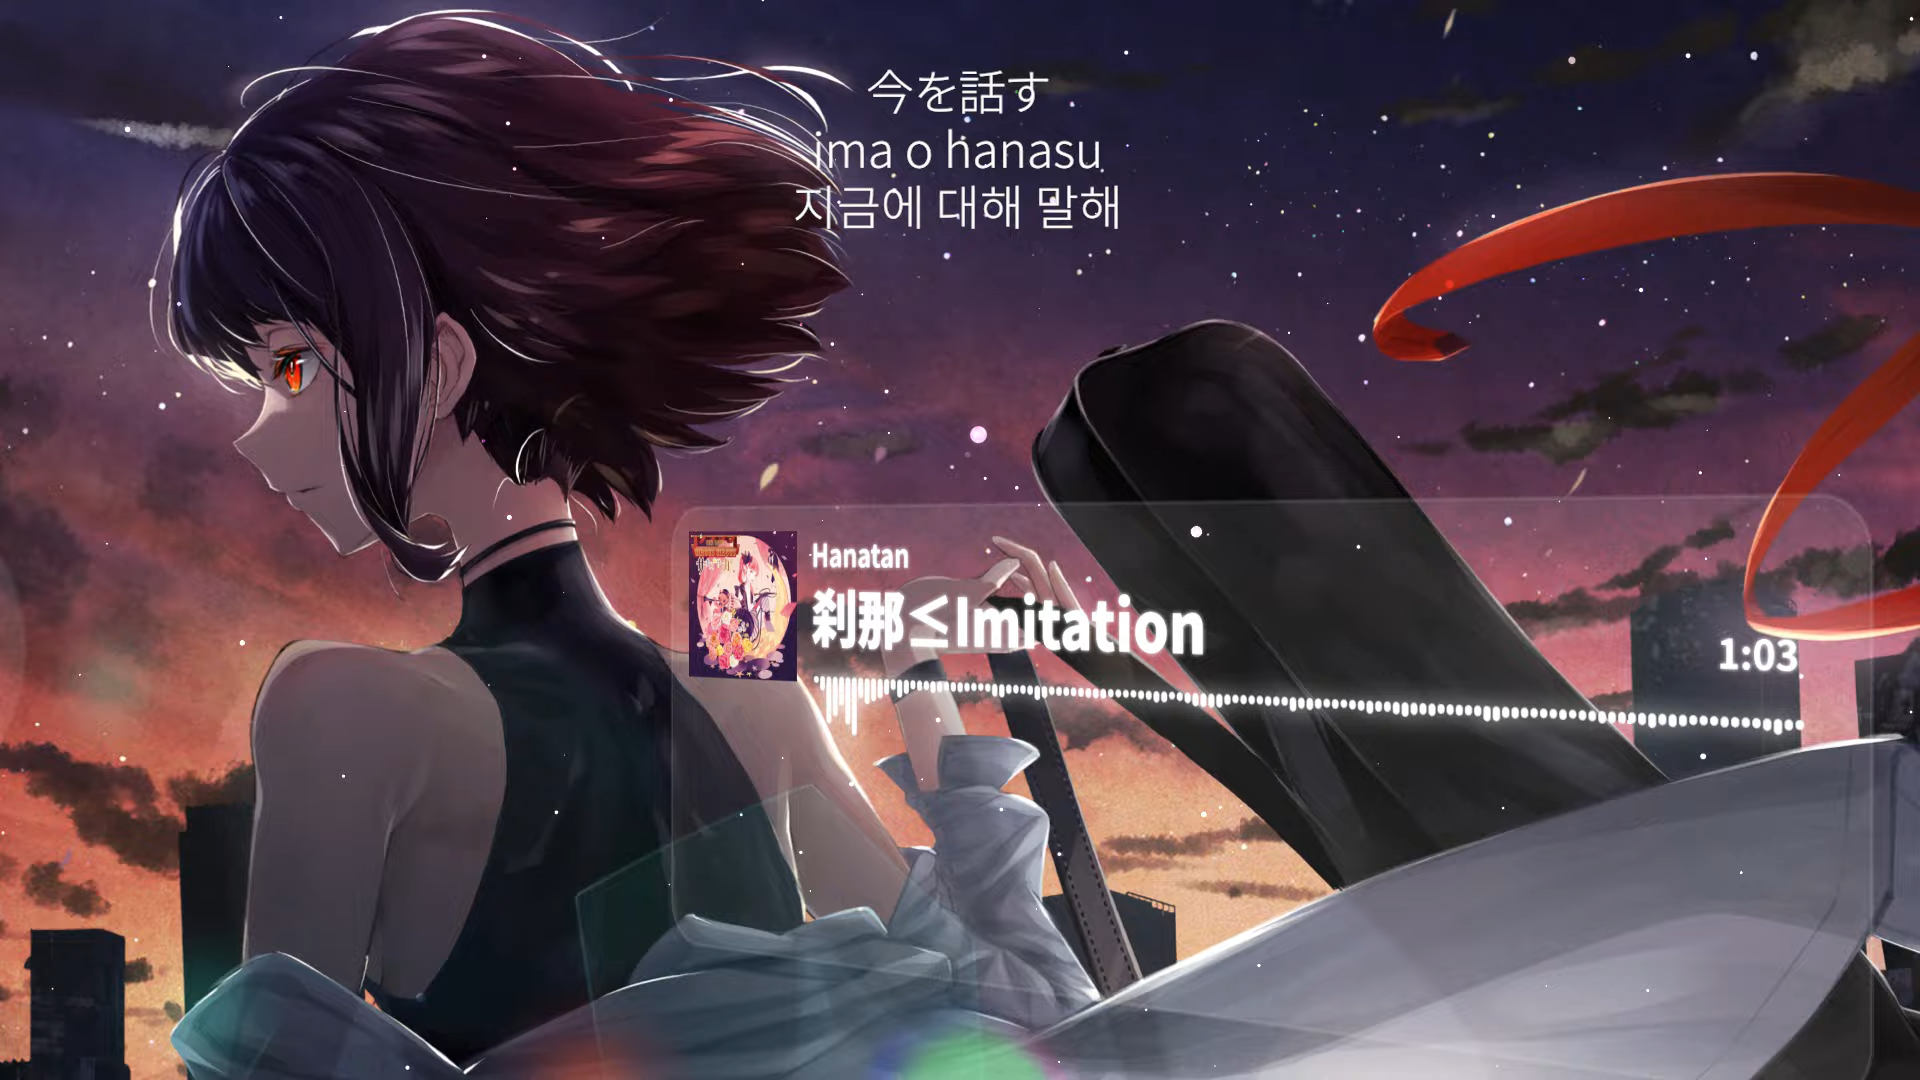 今を話す
ima o hanasu
지금에 대해 말해
Hanatan
刹那≦Imitation
1:03